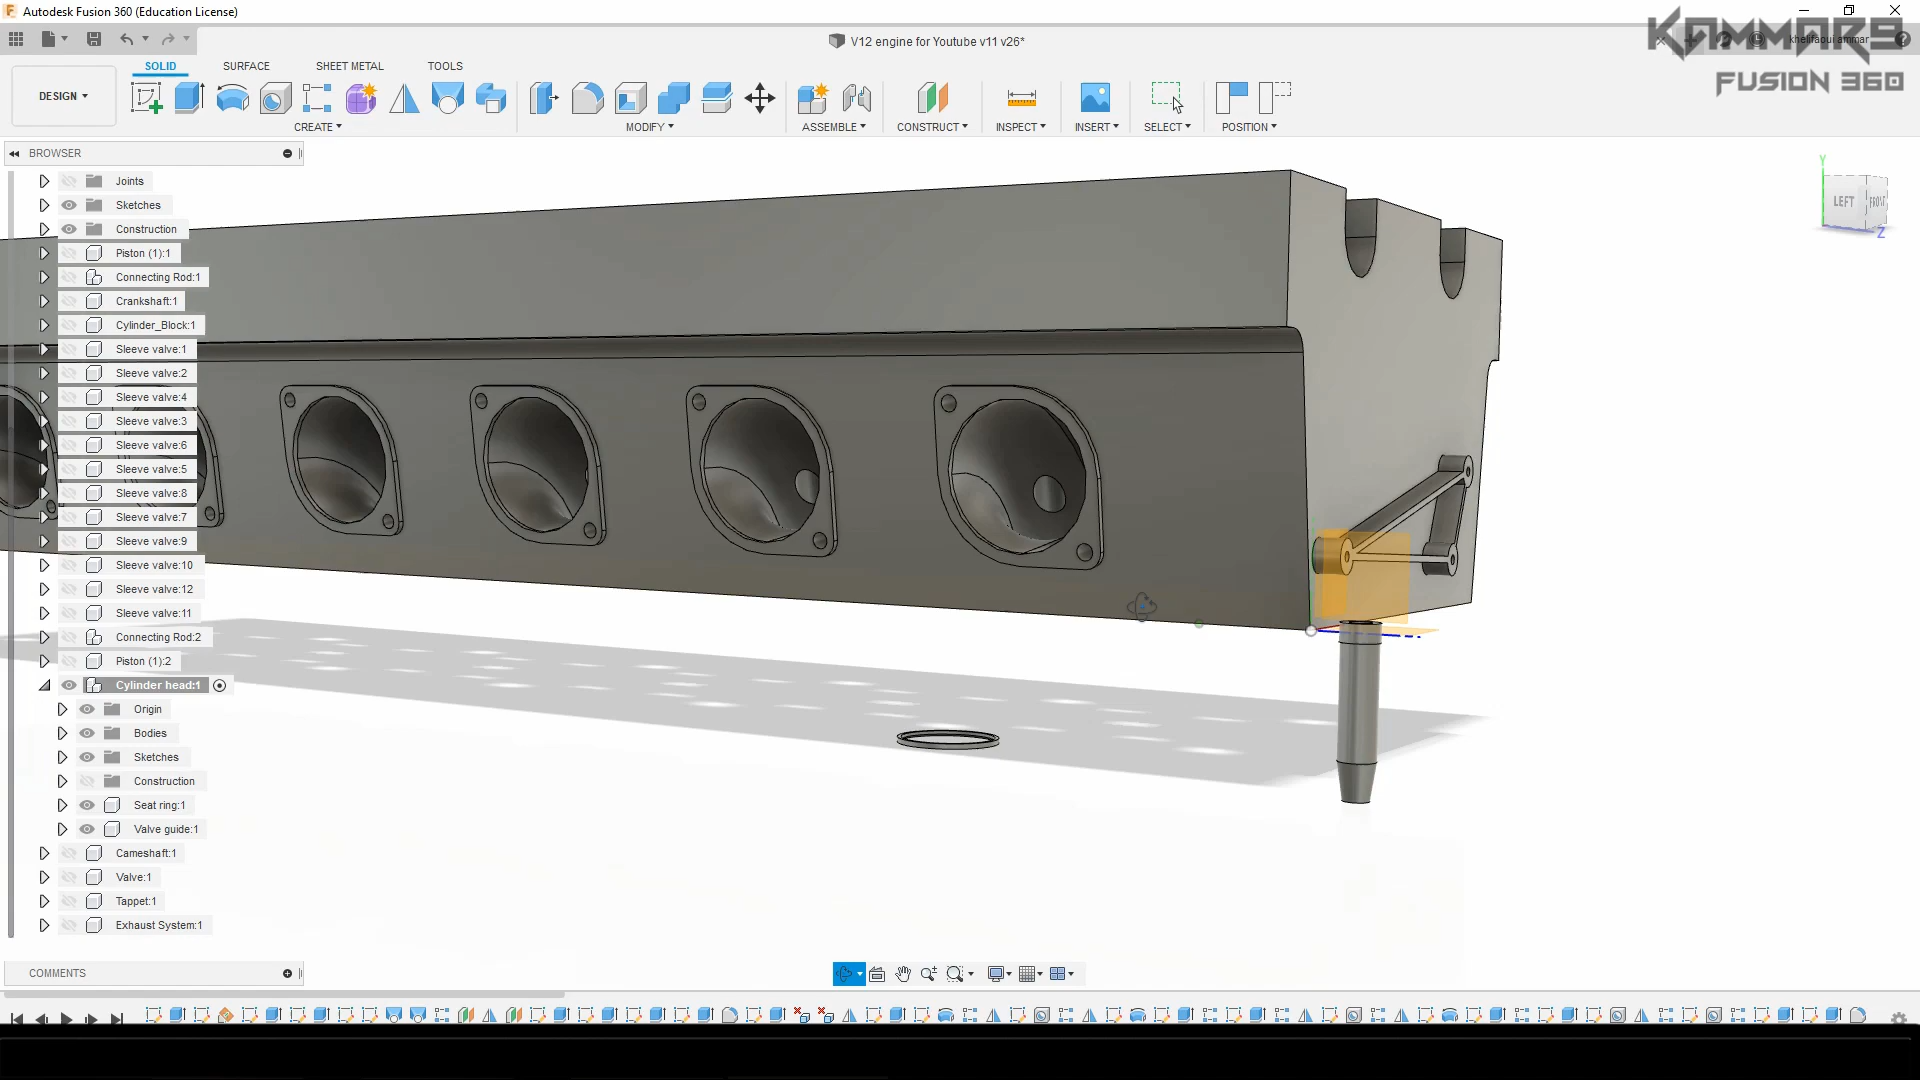 Autodesk Fusion 360 (Education License)
V12 engine for Youtube v11 v26*
khelifaoui ammar
KAMMAR9
FUSION 360
DESIGN
SOLID
SURFACE
SHEET METAL
TOOLS
CREATE
MODIFY
ASSEMBLE
CONSTRUCT
INSPECT
INSERT
SELECT
POSITION
BROWSER
Joints
Sketches
Construction
Piston (1):1
Connecting Rod:1
Crankshaft:1
Cylinder_Block:1
Sleeve valve:1
Sleeve valve:2
Sleeve valve:4
Sleeve valve:3
Sleeve valve:6
Sleeve valve:5
Sleeve valve:8
Sleeve valve:7
Sleeve valve:9
Sleeve valve:10
Sleeve valve:12
Sleeve valve:11
Connecting Rod:2
Piston (1):2
Cylinder head:1
Origin
Bodies
Sketches
Construction
Seat ring:1
Valve guide:1
Cameshaft:1
Valve:1
Tappet:1
Exhaust System:1
Y
LEFT
FRONT
Z
COMMENTS